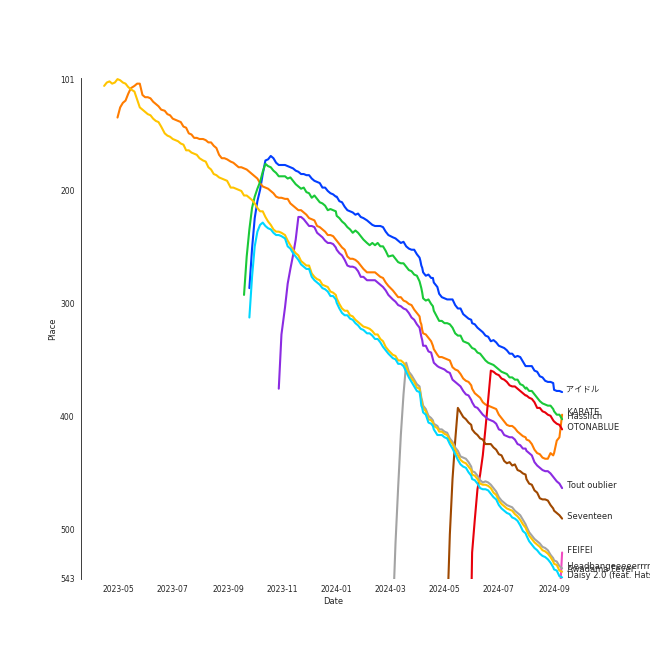 101
200
300
400
500
543
Place
2023-05
2023-07
2023-09
2023-11
2024-01
2024-03
2024-05
2024-07
2024-09
Date
アイドル
KARATE
Hässlich
OTONABLUE
Tout oublier
Seventeen
FEIFEI
Headbangeeeeerrrr
Daisy 2.0 (feat. Hats